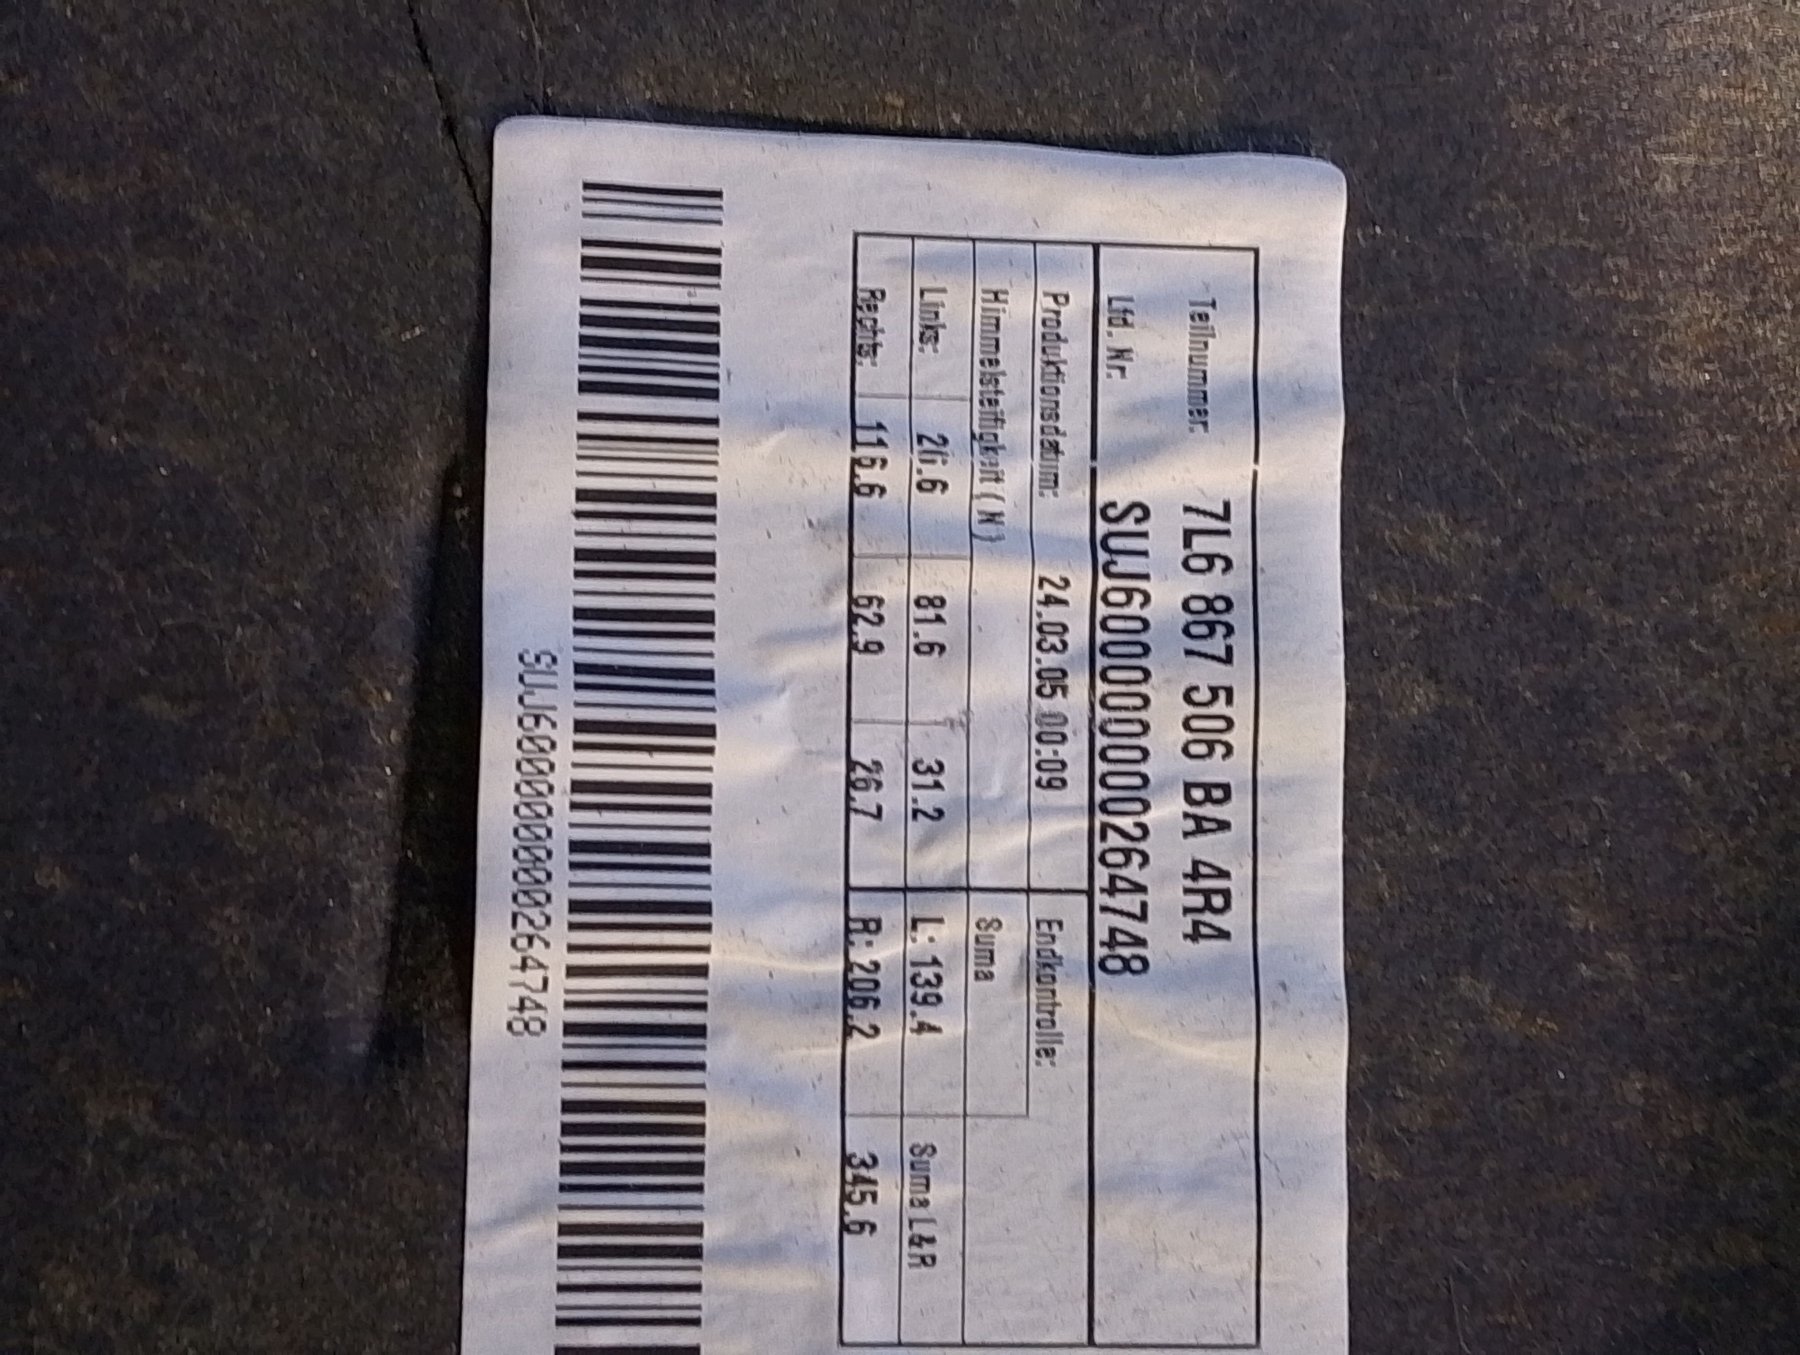 Teilnummer: 7L6 867 506 BA 4R4
Lfd. Nr: SUJ6000000000264748
Produktionsdatum: 24.03.05 00:09 Endkontrolle:
Himmelsteifigkeit ( N ) Suma
Links: 26.6 81.6 31.2 L: 139.4 Suma L&R
Rechts: 116.6 62.9 26.7 R: 206.2 345.6
SUJ6000000000264748